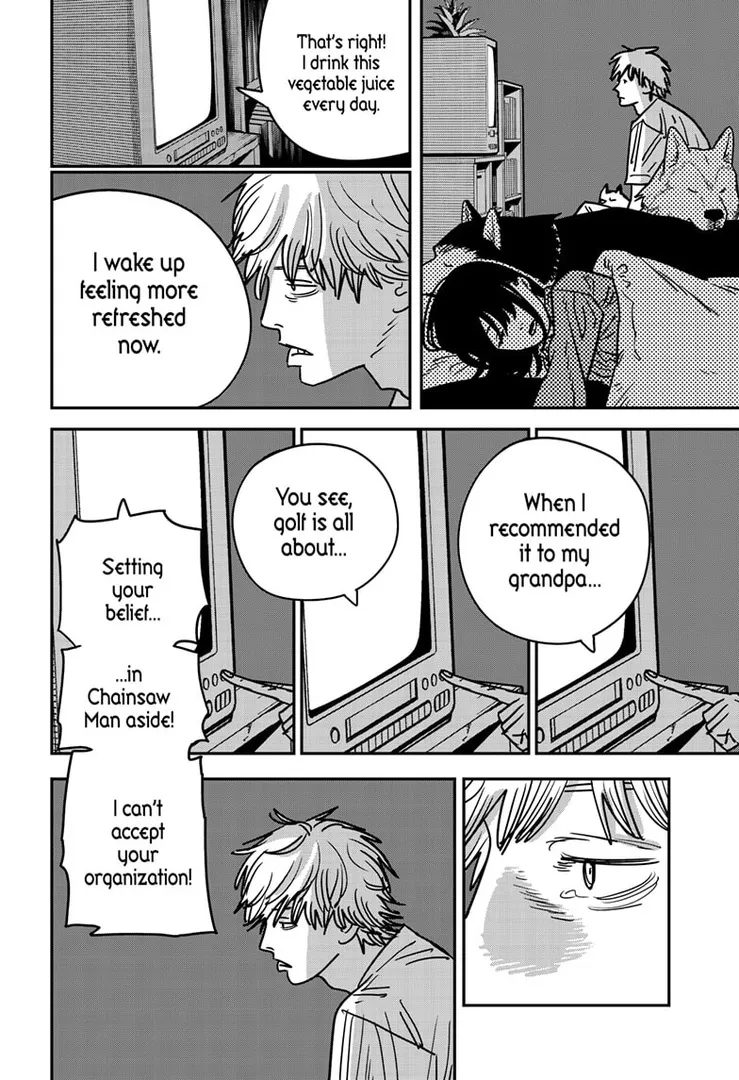 That's right!
I drink this
vegetable juice
every day.
I wake up
feeling more
refreshed
now.
When I
recommended
it to my
grandpa...
You see,
golf is all
about...
Setting
your
belief...
...in
Chainsaw
Man aside!
I can't
accept
your
organization!